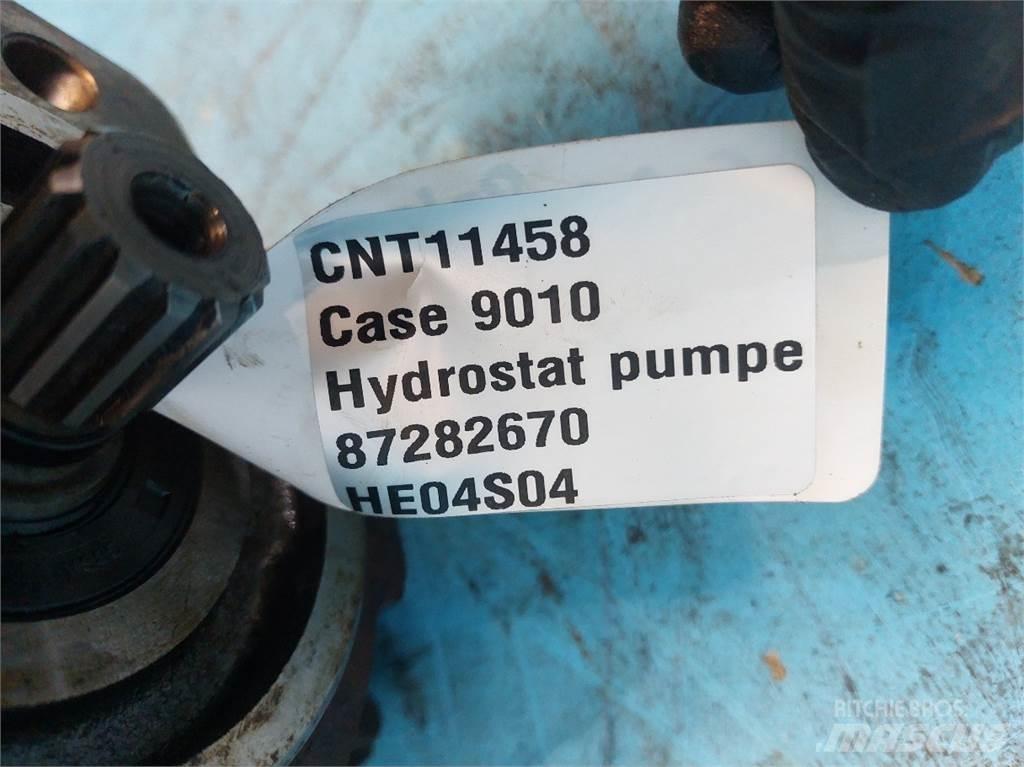 CNT11458
Case 9010
Hydrostat pumpe
87282670
HE04S04
RITCHIE BROS
MASCUS